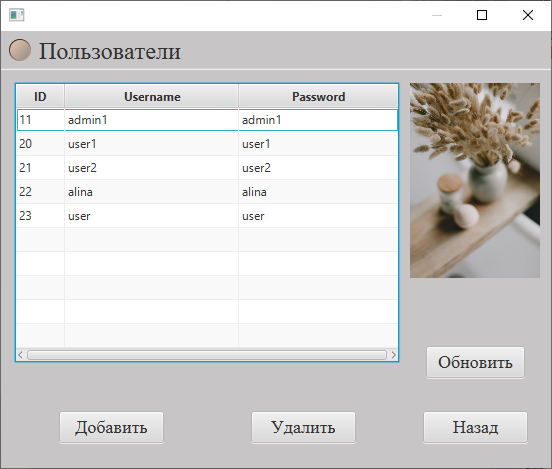 Пользователи
ID Username Password
11 admin1 admin1
20 user1 user1
21 user2 user2
22 alina alina
23 user user
Обновить
Добавить Удалить Назад